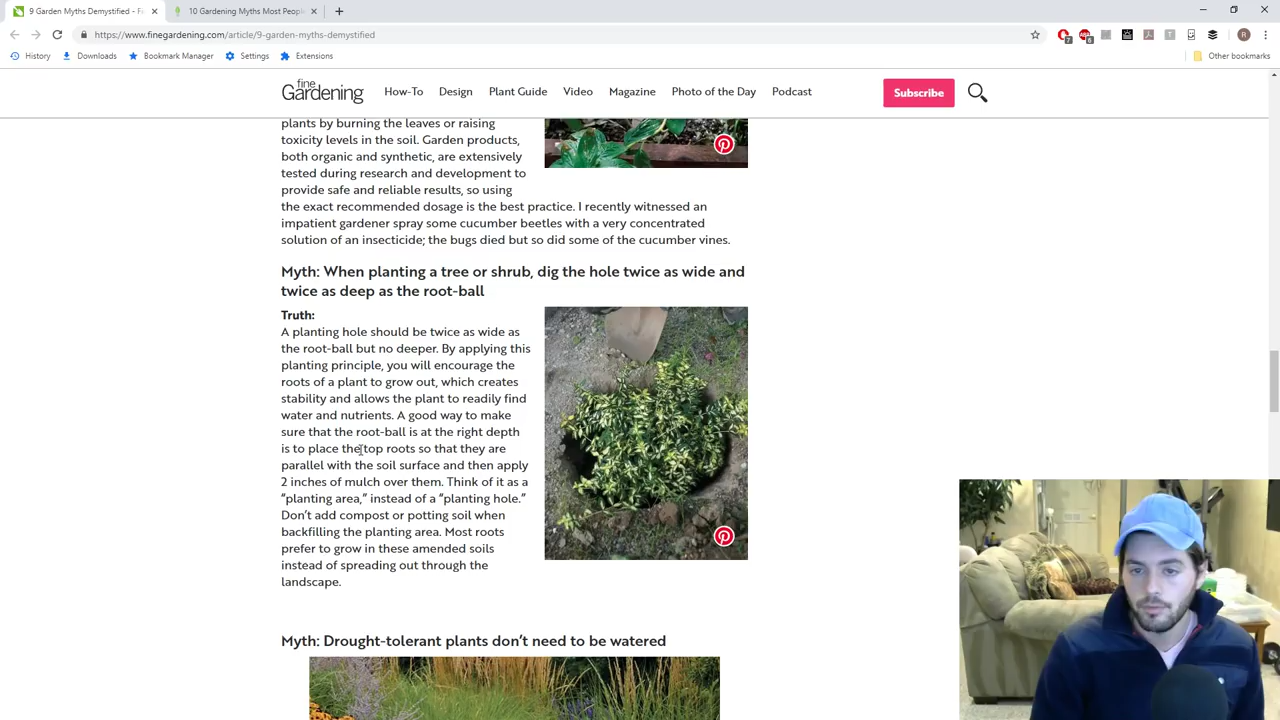 9 Garden Myths Demystified - Fi
10 Gardening Myths Most People
https://www.finegardening.com/article/9-garden-myths-demystified
History
Downloads
Bookmark Manager
Settings
Extensions
Other bookmarks
fine
Gardening
How-To
Design
Plant Guide
Video
Magazine
Photo of the Day
Podcast
Subscribe
plants by burning the leaves or raising
toxicity levels in the soil. Garden products,
both organic and synthetic, are extensively
tested during research and development to
provide safe and reliable results, so using
the exact recommended dosage is the best practice. I recently witnessed an
impatient gardener spray some cucumber beetles with a very concentrated
solution of an insecticide; the bugs died but so did some of the cucumber vines.
Myth: When planting a tree or shrub, dig the hole twice as wide and
twice as deep as the root-ball
Truth:
A planting hole should be twice as wide as
the root-ball but no deeper. By applying this
planting principle, you will encourage the
roots of a plant to grow out, which creates
stability and allows the plant to readily find
water and nutrients. A good way to make
sure that the root-ball is at the right depth
is to place the top roots so that they are
parallel with the soil surface and then apply
2 inches of mulch over them. Think of it as a
“planting area,” instead of a “planting hole.”
Don’t add compost or potting soil when
backfilling the planting area. Most roots
prefer to grow in these amended soils
instead of spreading out through the
landscape.
Myth: Drought-tolerant plants don’t need to be watered